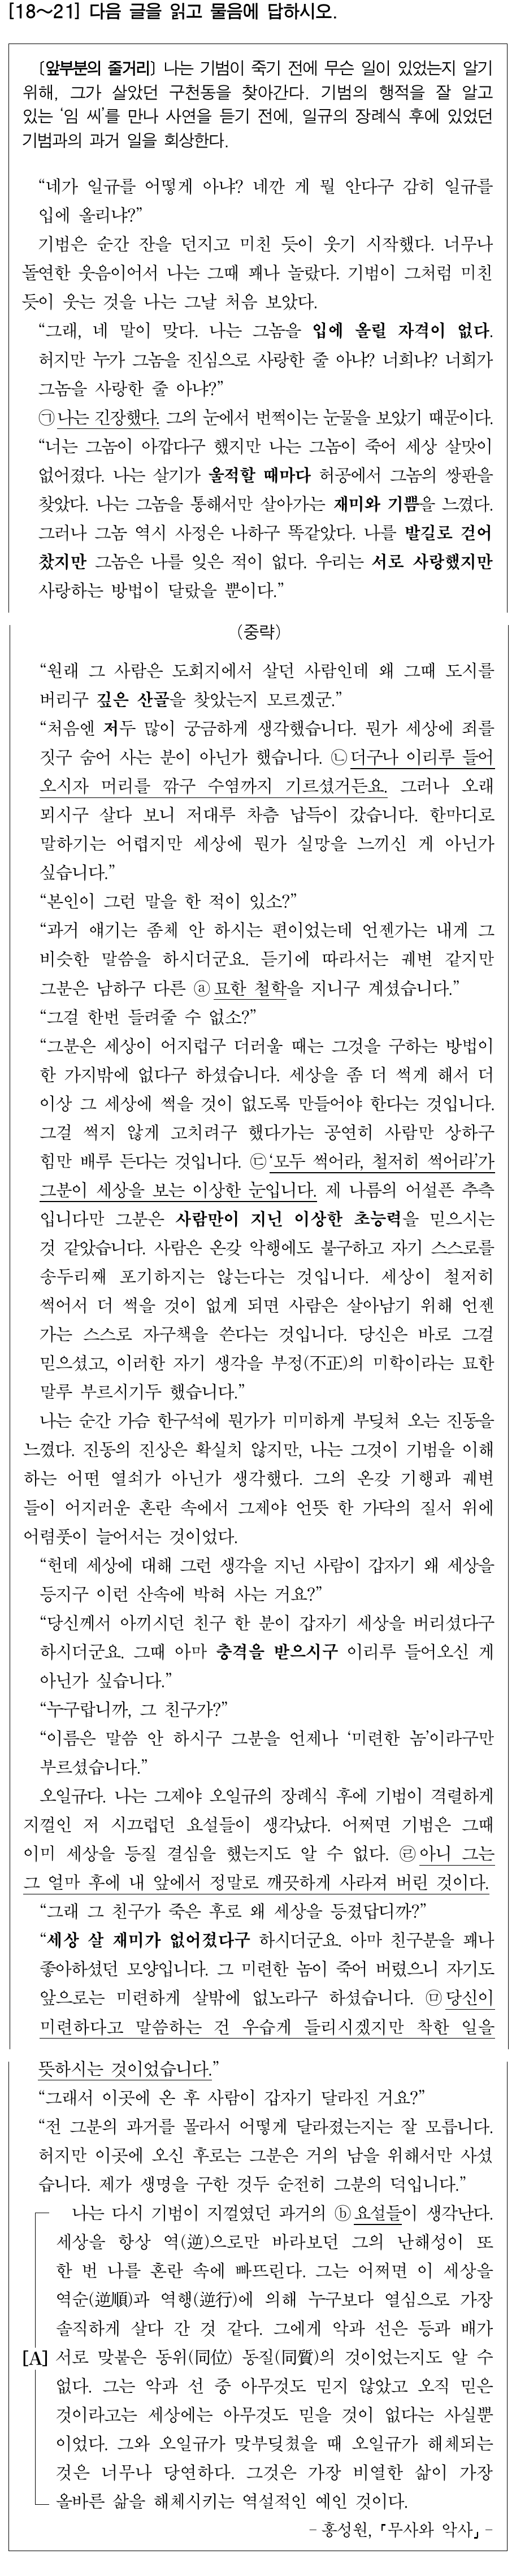 [18~21] 다음 글을 읽고 물음에 답하시오.
〔앞부분의 줄거리〕 나는 기범이 죽기 전에 무슨 일이 있었는지 알기
위해, 그가 살았던 구천동을 찾아간다. 기범의 행적을 잘 알고
있는 ‘임 씨’를 만나 사연을 듣기 전에, 일규의 장례식 후에 있었던
기범과의 과거 일을 회상한다.
“네가 일규를 어떻게 아냐? 네깐 게 뭘 안다구 감히 일규를
입에 올리냐?”
기범은 순간 잔을 던지고 미친 듯이 웃기 시작했다. 너무나
돌연한 웃음이어서 나는 그때 꽤나 놀랐다. 기범이 그처럼 미친
듯이 웃는 것을 나는 그날 처음 보았다.
“그래, 네 말이 맞다. 나는 그놈을 입에 올릴 자격이 없다.
허지만 누가 그놈을 진심으로 사랑한 줄 아냐? 너희냐? 너희가
그놈을 사랑한 줄 아냐?”
㉠나는 긴장했다. 그의 눈에서 번쩍이는 눈물을 보았기 때문이다.
“너는 그놈이 아깝다구 했지만 나는 그놈이 죽어 세상 살맛이
없어졌다. 나는 살기가 울적할 때마다 허공에서 그놈의 쌍판을
찾았다. 나는 그놈을 통해서만 살아가는 재미와 기쁨을 느꼈다.
그러나 그놈 역시 사정은 나하구 똑같았다. 나를 발길로 걷어
찼지만 그놈은 나를 잊은 적이 없다. 우리는 서로 사랑했지만
사랑하는 방법이 달랐을 뿐이다.”
(중략)
“원래 그 사람은 도회지에서 살던 사람인데 왜 그때 도시를
버리구 깊은 산골을 찾았는지 모르겠군.”
“처음엔 저두 많이 궁금하게 생각했습니다. 뭔가 세상에 죄를
짓구 숨어 사는 분이 아닌가 했습니다. ㉡더구나 이리루 들어
오시자 머리를 깎구 수염까지 기르셨거든요. 그러나 오래
뫼시구 살다 보니 저대루 차츰 납득이 갔습니다. 한마디로
말하기는 어렵지만 세상에 뭔가 실망을 느끼신 게 아닌가
싶습니다.”
“본인이 그런 말을 한 적이 있소?”
“과거 얘기는 좀체 안 하시는 편이었는데 언젠가는 내게 그
비슷한 말씀을 하시더군요. 듣기에 따라서는 궤변 같지만
그분은 남하구 다른 ⓐ묘한 철학을 지니구 계셨습니다.”
“그걸 한번 들려줄 수 없소?”
“그분은 세상이 어지럽구 더러울 때는 그것을 구하는 방법이
한 가지밖에 없다구 하셨습니다. 세상을 좀 더 썩게 해서 더
이상 그 세상에 썩을 것이 없도록 만들어야 한다는 것입니다.
그걸 썩지 않게 고치려구 했다가는 공연히 사람만 상하구
힘만 배루 든다는 것입니다. ㉢‘모두 썩어라, 철저히 썩어라’가
그분이 세상을 보는 이상한 눈입니다. 제 나름의 어설픈 추측
입니다만 그분은 사람만이 지닌 이상한 초능력을 믿으시는
것 같았습니다. 사람은 온갖 악행에도 불구하고 자기 스스로를
송두리째 포기하지는 않는다는 것입니다. 세상이 철저히
썩어서 더 썩을 것이 없게 되면 사람은 살아남기 위해 언젠
가는 스스로 자구책을 쓴다는 것입니다. 당신은 바로 그걸
믿으셨고, 이러한 자기 생각을 부정(不正)의 미학이라는 묘한
말루 부르시기두 했습니다.”
나는 순간 가슴 한구석에 뭔가가 미미하게 부딪쳐 오는 진동을
느꼈다. 진동의 진상은 확실치 않지만, 나는 그것이 기범을 이해
하는 어떤 열쇠가 아닌가 생각했다. 그의 온갖 기행과 궤변
들이 어지러운 혼란 속에서 그제야 언뜻 한 가닥의 질서 위에
어렴풋이 늘어서는 것이었다.
“헌데 세상에 대해 그런 생각을 지닌 사람이 갑자기 왜 세상을
등지구 이런 산속에 박혀 사는 거요?”
“당신께서 아끼시던 친구 한 분이 갑자기 세상을 버리셨다구
하시더군요. 그때 아마 충격을 받으시구 이리루 들어오신 게
아닌가 싶습니다.”
“누구랍니까, 그 친구가?”
“이름은 말씀 안 하시구 그분을 언제나 ‘미련한 놈’이라구만
부르셨습니다.”
오일규다. 나는 그제야 오일규의 장례식 후에 기범이 격렬하게
지껄인 저 시끄럽던 요설들이 생각났다. 어쩌면 기범은 그때
이미 세상을 등질 결심을 했는지도 알 수 없다. ㉣아니 그는
그 얼마 후에 내 앞에서 정말로 깨끗하게 사라져 버린 것이다.
“그래 그 친구가 죽은 후로 왜 세상을 등졌답디까?”
“세상 살 재미가 없어졌다구 하시더군요. 아마 친구분을 꽤나
좋아하셨던 모양입니다. 그 미련한 놈이 죽어 버렸으니 자기도
앞으로는 미련하게 살밖에 없노라구 하셨습니다. ㉤당신이
미련하다고 말씀하는 건 우습게 들리시겠지만 착한 일을
뜻하시는 것이었습니다.”
“그래서 이곳에 온 후 사람이 갑자기 달라진 거요?”
“전 그분의 과거를 몰라서 어떻게 달라졌는지는 잘 모릅니다.
허지만 이곳에 오신 후로는 그분은 거의 남을 위해서만 사셨
습니다. 제가 생명을 구한 것두 순전히 그분의 덕입니다.”
나는 다시 기범이 지껄였던 과거의 ⓑ요설들이 생각난다.
세상을 항상 역(逆)으로만 바라보던 그의 난해성이 또
한 번 나를 혼란 속에 빠뜨린다. 그는 어쩌면 이 세상을
역순(逆順)과 역행(逆行)에 의해 누구보다 열심으로 가장
솔직하게 살다 간 것 같다. 그에게 악과 선은 등과 배가
[A] 서로 맞붙은 동위(同位) 동질(同質)의 것이었는지도 알 수
없다. 그는 악과 선 중 아무것도 믿지 않았고 오직 믿은
것이라고는 세상에는 아무것도 믿을 것이 없다는 사실뿐
이었다. 그와 오일규가 맞부딪쳤을 때 오일규가 해체되는
것은 너무나 당연하다. 그것은 가장 비열한 삶이 가장
올바른 삶을 해체시키는 역설적인 예인 것이다.
- 홍성원, 「무사와 악사」 -